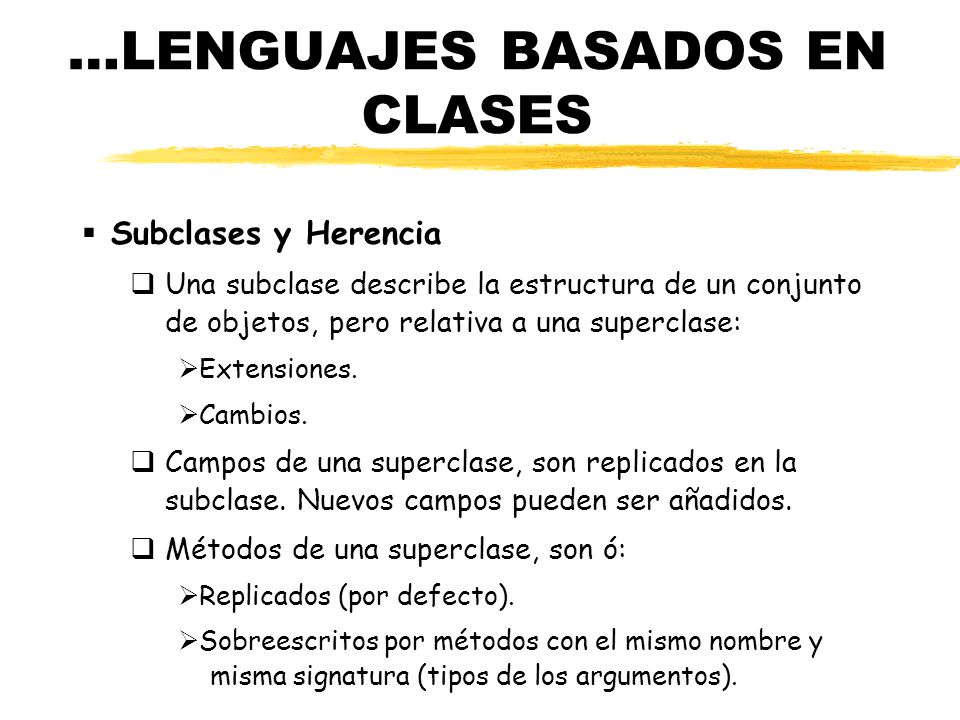 ...LENGUAJES BASADOS EN
CLASES
▪ Subclases y Herencia
❑ Una subclase describe la estructura de un conjunto
de objetos, pero relativa a una superclase:
➢ Extensiones.
➢ Cambios.
❑ Campos de una superclase, son replicados en la
subclase. Nuevos campos pueden ser añadidos.
❑ Métodos de una superclase, son ó:
➢ Replicados (por defecto).
➢ Sobreescritos por métodos con el mismo nombre y
misma signatura (tipos de los argumentos).